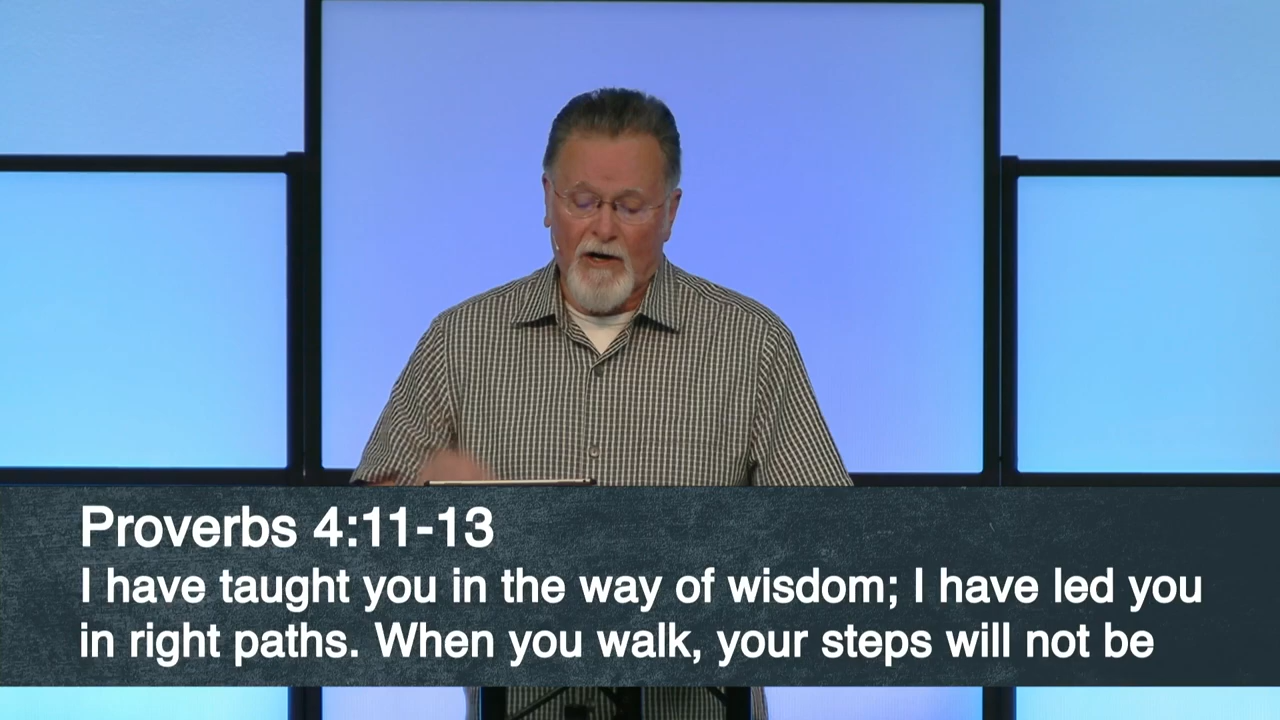 Proverbs 4:11-13
I have taught you in the way of wisdom; I have led you
in right paths. When you walk, your steps will not be